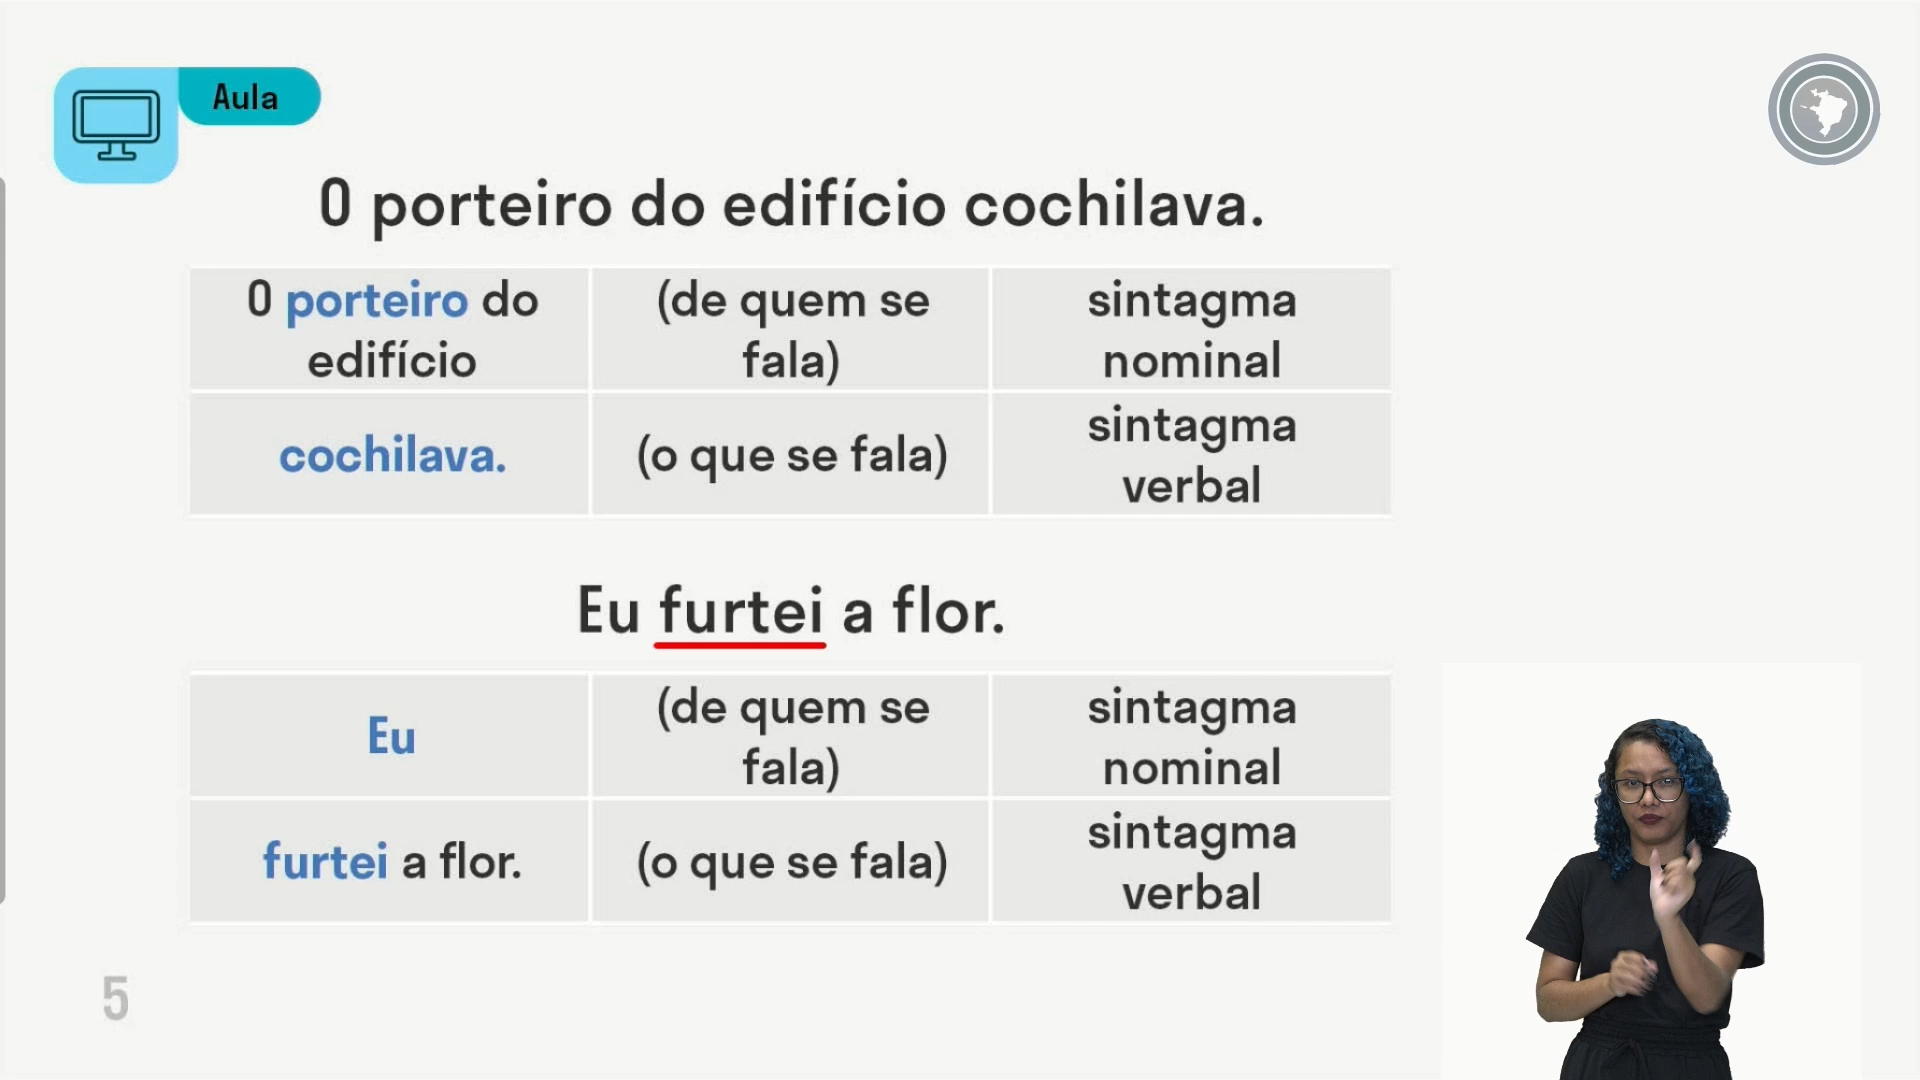 Aula
O porteiro do edifício cochilava.
O porteiro do
edifício
(de quem se
fala)
sintagma
nominal
cochilava.
(o que se fala)
sintagma
verbal
Eu furtei a flor.
Eu
(de quem se
fala)
sintagma
nominal
furtei a flor.
(o que se fala)
sintagma
verbal
5